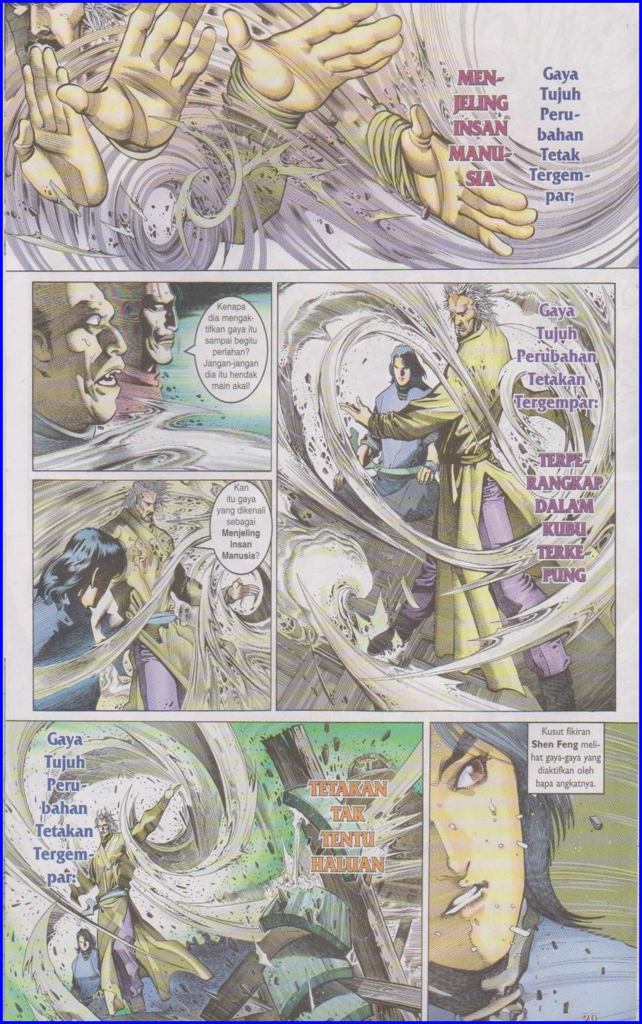 MEN-
JELING
INSAN
MANU-
SIA
Gaya
Tujuh
Peru-
bahan
Tetak
Tergem-
par;
Kenapa
dia mengak-
tifkan gaya itu
sampai begitu
perlahan?
Jangan-jangan
dia itu hendak
main akal!
Gaya
Tujuh
Perubahan
Tetakan
Tergempar:
TERPE-
RANGKAP
DALAM
KUBU
TERKE-
PUNG
Kan
itu gaya
yang dikenali
sebagai
Menjeling
Insan
Manusia?
Gaya
Tujuh
Peru-
bahan
Tetakan
Tergem-
par:
TETAKAN
TAK
TENTU
HALUAN
Kusut fikiran
Shen Feng meli-
hat gaya-gaya yang
diaktifkan oleh
bapa angkatnya.
20